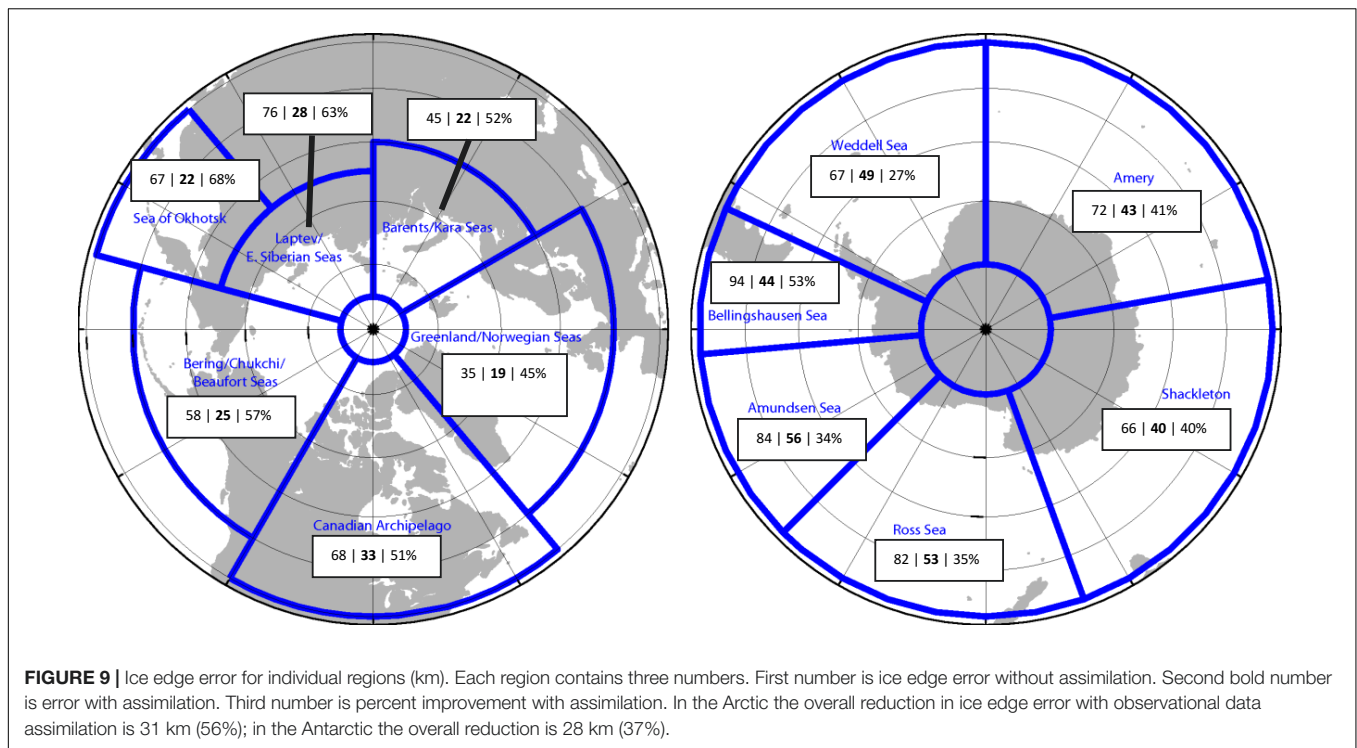 76 | 28 | 63%
45 | 22 | 52%
67 | 22 | 68%
Sea of Okhotsk
Laptev/
E. Siberian Seas
Barents/Kara Seas
Greenland/Norwegian Seas
35 | 19 | 45%
Bering/Chukchi/
Beaufort Seas
58 | 25 | 57%
Canadian Archipelago
68 | 33 | 51%
Weddell Sea
67 | 49 | 27%
Amery
72 | 43 | 41%
94 | 44 | 53%
Bellingshausen Sea
Shackleton
66 | 40 | 40%
Amundsen Sea
84 | 56 | 34%
Ross Sea
82 | 53 | 35%
FIGURE 9 | Ice edge error for individual regions (km). Each region contains three numbers. First number is ice edge error without assimilation. Second bold number
is error with assimilation. Third number is percent improvement with assimilation. In the Arctic the overall reduction in ice edge error with observational data
assimilation is 31 km (56%); in the Antarctic the overall reduction is 28 km (37%).